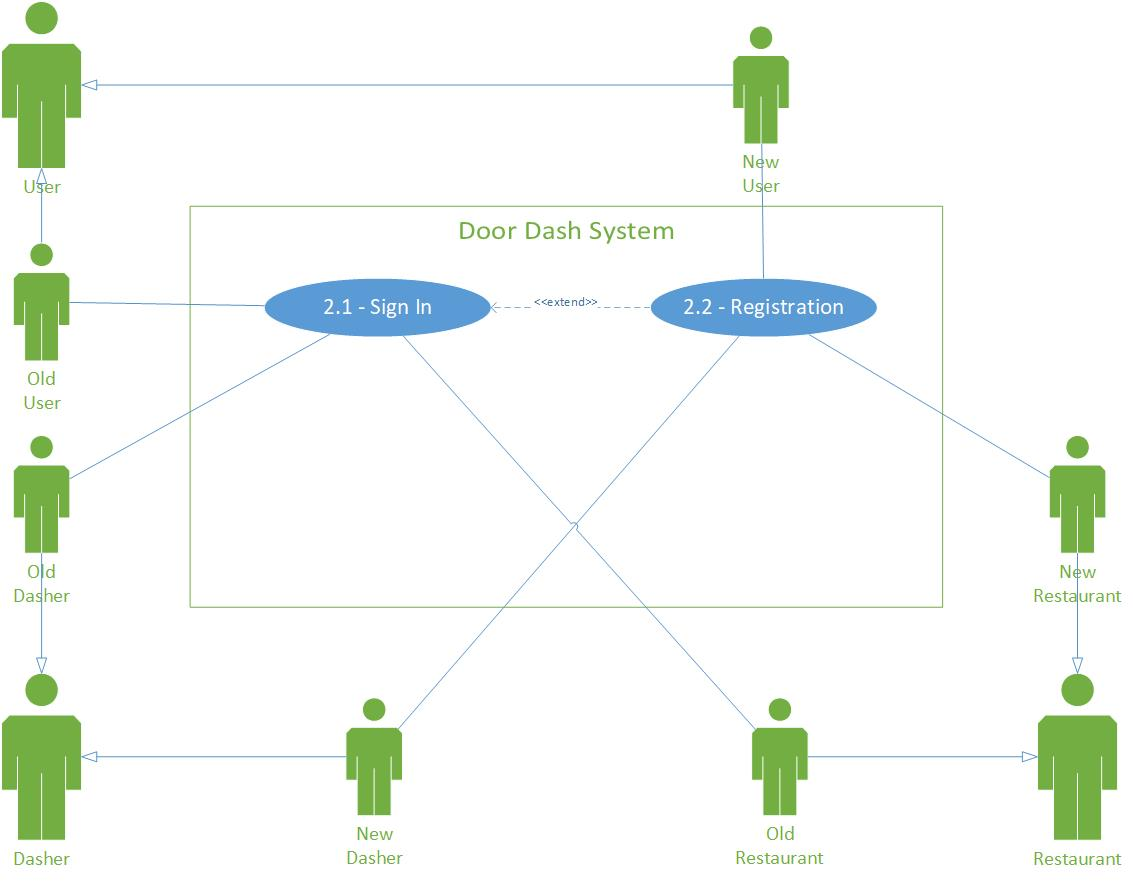 New
User
User
Door Dash System
2.1 - Sign In
<<extend>>
2.2 - Registration
Old
User
Old
Dasher
New
Restaurant
Dasher
New
Dasher
Old
Restaurant
Restaurant